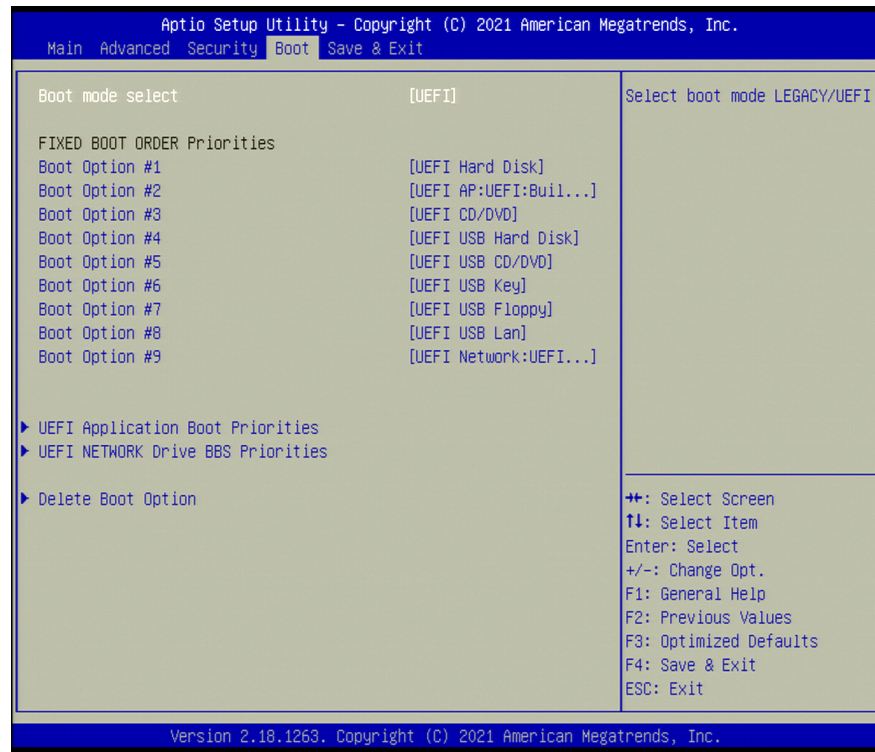 Aptio Setup Utility – Copyright (C) 2021 American Megatrends, Inc.
Main Advanced Security Boot Save & Exit
Boot mode select [UEFI]
FIXED BOOT ORDER Priorities
Boot Option #1 [UEFI Hard Disk]
Boot Option #2 [UEFI AP:UEFI:Buil...]
Boot Option #3 [UEFI CD/DVD]
Boot Option #4 [UEFI USB Hard Disk]
Boot Option #5 [UEFI USB CD/DVD]
Boot Option #6 [UEFI USB Key]
Boot Option #7 [UEFI USB Floppy]
Boot Option #8 [UEFI USB Lan]
Boot Option #9 [UEFI Network:UEFI...]
UEFI Application Boot Priorities
UEFI NETWORK Drive BBS Priorities
Delete Boot Option
Select boot mode LEGACY/UEFI
→←: Select Screen
↑↓: Select Item
Enter: Select
+/-: Change Opt.
F1: General Help
F2: Previous Values
F3: Optimized Defaults
F4: Save & Exit
ESC: Exit
Version 2.18.1263. Copyright (C) 2021 American Megatrends, Inc.